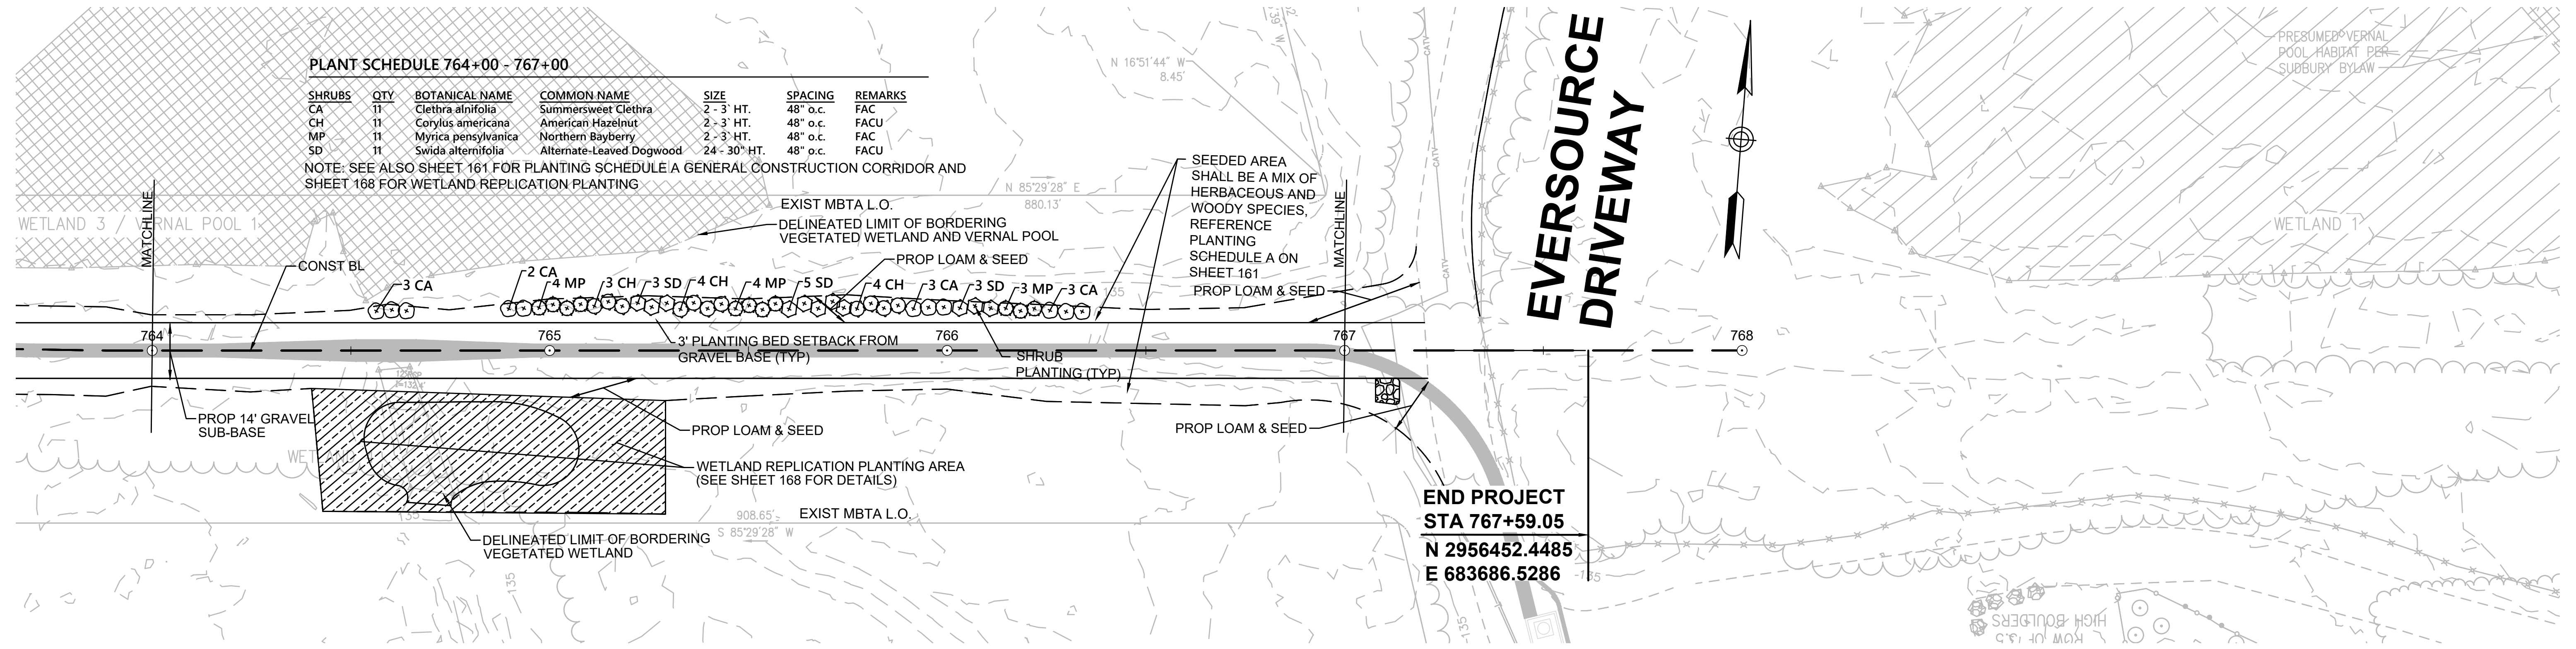 PLANT SCHEDULE 764+00 - 767+00
SHRUBS QTY BOTANICAL NAME COMMON NAME SIZE SPACING REMARKS
CA 11 Clethra alnifolia Summersweet Clethra 2 - 3` HT. 48" o.c. FAC
CH 11 Corylus americana American Hazelnut 2 - 3` HT. 48" o.c. FACU
MP 11 Myrica pensylvanica Northern Bayberry 2 - 3` HT. 48" o.c. FAC
SD 11 Swida alternifolia Alternate-Leaved Dogwood 24 - 30" HT. 48" o.c. FACU
NOTE: SEE ALSO SHEET 161 FOR PLANTING SCHEDULE A GENERAL CONSTRUCTION CORRIDOR AND
SHEET 168 FOR WETLAND REPLICATION PLANTING
WETLAND 3 / VERNAL POOL 1
MATCHLINE
CONST BL
EXIST MBTA L.O.
DELINEATED LIMIT OF BORDERING
VEGETATED WETLAND AND VERNAL POOL
PROP LOAM & SEED
N 16°51'44" W
8.45'
N 85°29'28" E
880.13'
SEEDED AREA
SHALL BE A MIX OF
HERBACEOUS AND
WOODY SPECIES,
REFERENCE
PLANTING
SCHEDULE A ON
SHEET 161
PROP LOAM & SEED
MATCHLINE
CATV
CATV
CATV
EVERSOURCE
DRIVEWAY
PRESUMED VERNAL
POOL HABITAT PER
SUDBURY BYLAW
WETLAND 1
3 CA
2 CA
4 MP
3 CH
3 SD
4 CH
4 MP
5 SD
4 CH
3 CA
3 SD
3 MP
3 CA
135
764
765
766
767
768
3' PLANTING BED SETBACK FROM
GRAVEL BASE (TYP)
SHRUB
PLANTING (TYP)
PROP 14' GRAVEL
SUB-BASE
PROP LOAM & SEED
PROP LOAM & SEED
WETLAND REPLICATION PLANTING AREA
(SEE SHEET 168 FOR DETAILS)
EXIST MBTA L.O.
908.65'
S 85°29'28" W
135
DELINEATED LIMIT OF BORDERING
VEGETATED WETLAND
135
135
END PROJECT
STA 767+59.05
N 2956452.4485
E 683686.5286
135
ROW OF 3.5'
HIGH BOULDERS